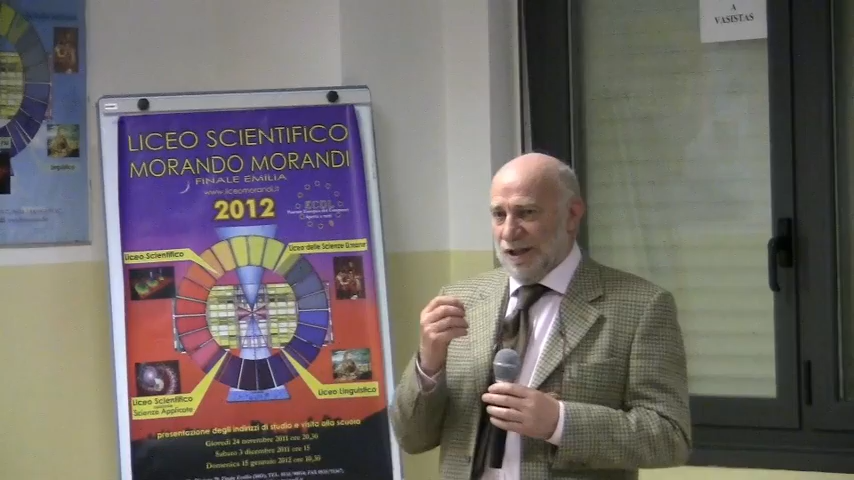 A
VASISTAS
LICEO SCIENTIFICO
MORANDO MORANDI
FINALE EMILIA
www.liceomorandi.it
2012
ECDL
Liceo Scientifico
Liceo delle Scienze Umane
Liceo Scientifico
opzione
Scienze Applicate
Liceo Linguistico
presentazione degli indirizzi di studio e visita alla scuola
Giovedì 24 novembre 2011 ore 20,30
Sabato 3 dicembre 2011 ore 15
Domenica 15 gennaio 2012 ore 10,30